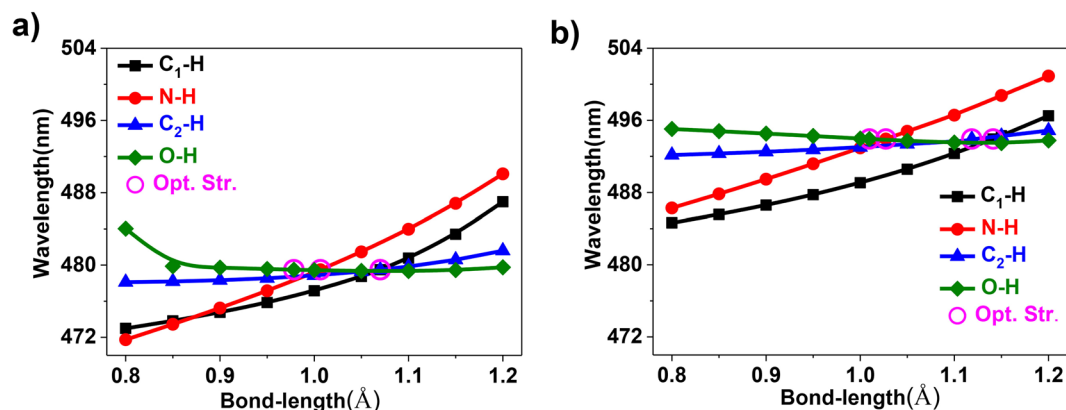 a)
504
496
488
480
472
Wavelength(nm)
C₁-H
N-H
C₂-H
O-H
Opt. Str.
0.8 0.9 1.0 1.1 1.2
Bond-length(Å)
b)
504
496
488
480
472
Wavelength(nm)
C₁-H
N-H
C₂-H
O-H
Opt. Str.
0.8 0.9 1.0 1.1 1.2
Bond-length(Å)